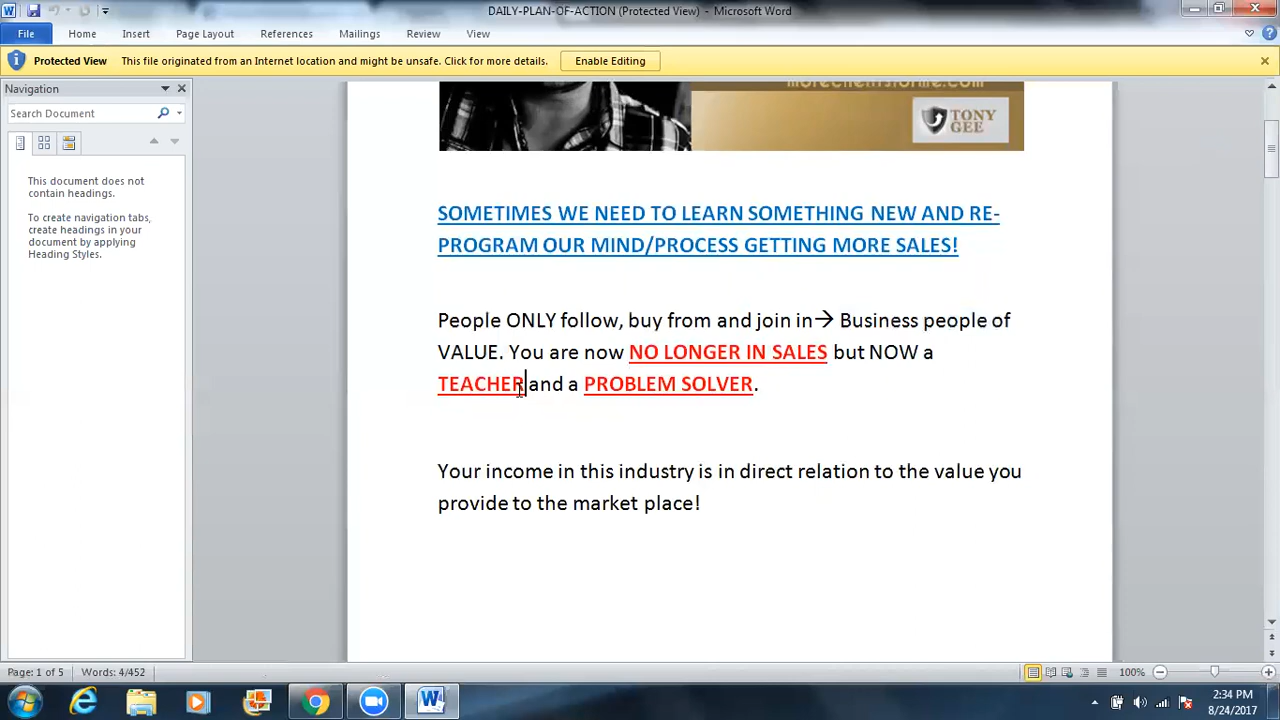 DAILY-PLAN-OF-ACTION (Protected View) - Microsoft Word
File Home Insert Page Layout References Mailings Review View
Protected View This file originated from an Internet location and might be unsafe. Click for more details. Enable Editing
Navigation
Search Document
This document does not
contain headings.
To create navigation tabs,
create headings in your
document by applying
Heading Styles.
moreclientsforme.com
TONY
GEE
SOMETIMES WE NEED TO LEARN SOMETHING NEW AND RE-
PROGRAM OUR MIND/PROCESS GETTING MORE SALES!
People ONLY follow, buy from and join in→ Business people of
VALUE. You are now NO LONGER IN SALES but NOW a
TEACHER and a PROBLEM SOLVER.
Your income in this industry is in direct relation to the value you
provide to the market place!
Page: 1 of 5 Words: 4/452 100%
2:34 PM
8/24/2017